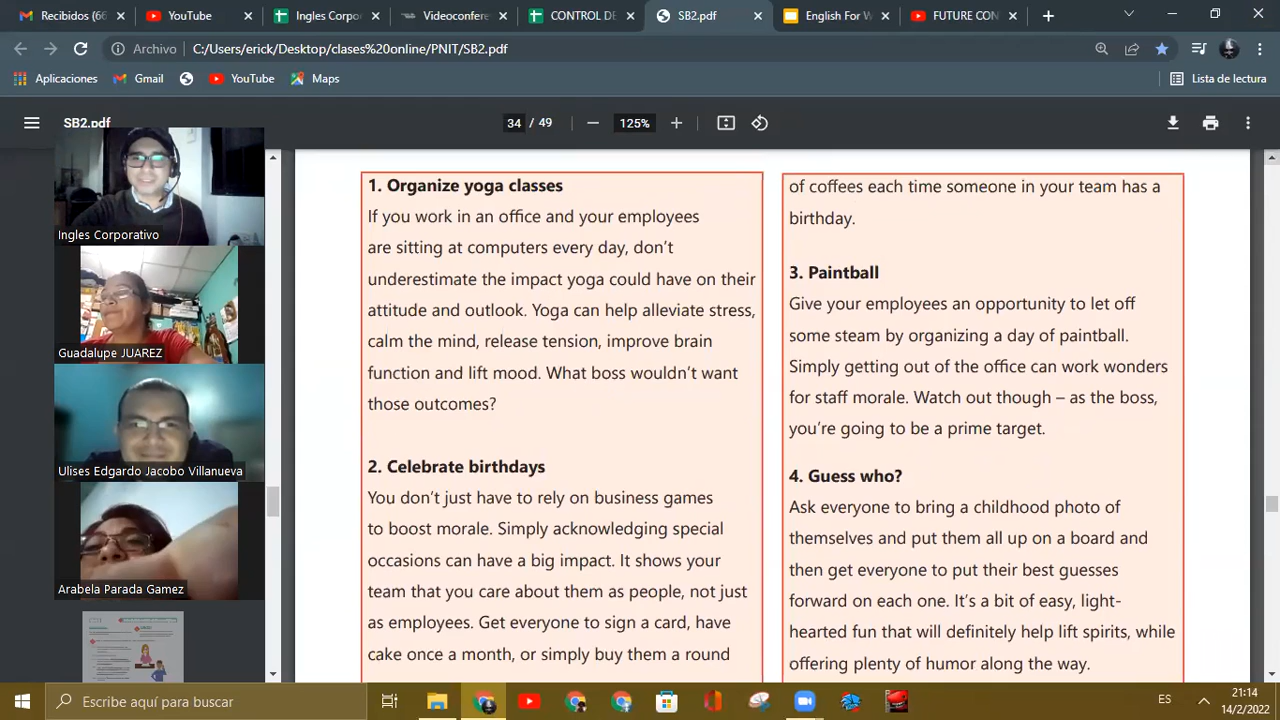 Recibidos (66
YouTube
Ingles Corpor
Videoconfere
CONTROL DE
SB2.pdf
English For W
FUTURE CON
Archivo
C:/Users/erick/Desktop/clases%20online/PNIT/SB2.pdf
Aplicaciones
Gmail
YouTube
Maps
Lista de lectura
SB2.pdf
34 / 49
125%
Ingles Corporativo
Guadalupe JUAREZ
Ulises Edgardo Jacobo Villanueva
Arabela Parada Gamez
1. Organize yoga classes
If you work in an office and your employees
are sitting at computers every day, don't
underestimate the impact yoga could have on their
attitude and outlook. Yoga can help alleviate stress,
calm the mind, release tension, improve brain
function and lift mood. What boss wouldn't want
those outcomes?
2. Celebrate birthdays
You don't just have to rely on business games
to boost morale. Simply acknowledging special
occasions can have a big impact. It shows your
team that you care about them as people, not just
as employees. Get everyone to sign a card, have
cake once a month, or simply buy them a round
of coffees each time someone in your team has a
birthday.
3. Paintball
Give your employees an opportunity to let off
some steam by organizing a day of paintball.
Simply getting out of the office can work wonders
for staff morale. Watch out though – as the boss,
you're going to be a prime target.
4. Guess who?
Ask everyone to bring a childhood photo of
themselves and put them all up on a board and
then get everyone to put their best guesses
forward on each one. It's a bit of easy, light-
hearted fun that will definitely help lift spirits, while
offering plenty of humor along the way.
Escribe aquí para buscar
ES
21:14
14/2/2022